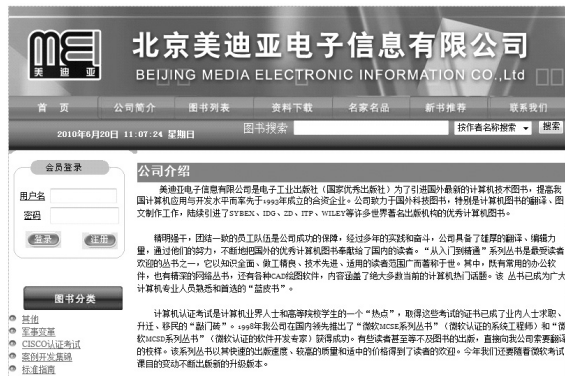 MEI
美迪亚
北京美迪亚电子信息有限公司
BEIJING MEDIA ELECTRONIC INFORMATION CO.,Ltd
首 页 公司简介 图书列表 资料下载 名家名品 新书推荐 联系我们
2010年6月20日 11:07:24 星期日 图书搜索 按作者名称搜索 搜索
会员登录
用户名
密码
登录 注册
图书分类
其他
军事变革
CISCO认证考试
案例开发集锦
标准指南
公司介绍
美迪亚电子信息有限公司是电子工业出版社（国家优秀出版社）为了引进国外最新的计算机技术图书，提高我
国计算机应用与开发水平而率先于1993年成立的合资企业。公司致力于国外科技图书，特别是计算机图书的翻译、图
文制作工作，陆续引进了SYBEX、IDG、ZD、ITP、WILEY等许多世界著名出版机构的优秀计算机图书。
精明强干，团结一致的员工队伍是公司成功的保障，经过多年的实践和奋斗，公司具备了雄厚的翻译、编辑力
量，通过他们的努力，不断地把国外的优秀计算机图书奉献给了国内的读者。“从入门到精通”系列丛书是最受读者
欢迎的丛书之一，它以知识全面、做工精良、技术先进、适用的读者范围广而著称于世。其中，既有常用的办公软
件，也有精深的网络丛书，还有各种CAD绘图软件，内容涵盖了绝大多数当前的计算机热门话题。该 丛书已成为广大
计算机专业人员熟悉和首选的“蓝皮书”。
计算机认证考试是计算机业界人士和高等院校学生的一个“热点”，取得这些考试的证书已成了业内人士求职、
升迁、移民的“敲门砖”。1998年我公司在国内领先推出了“微软MCSE系列丛书”（微软认证的系统工程师）和“微
软MCSD系列丛书”（微软认证的软件开发专家）获得成功。有些读者甚至等不及图书的出版，直接向我公司索要翻译
的校样。该系列丛书以其快速的出版速度、较高的质量和适中的价格得到了读者的欢迎。今年我们还要随着微软考试
课目的变动不断出版新的升级版本。